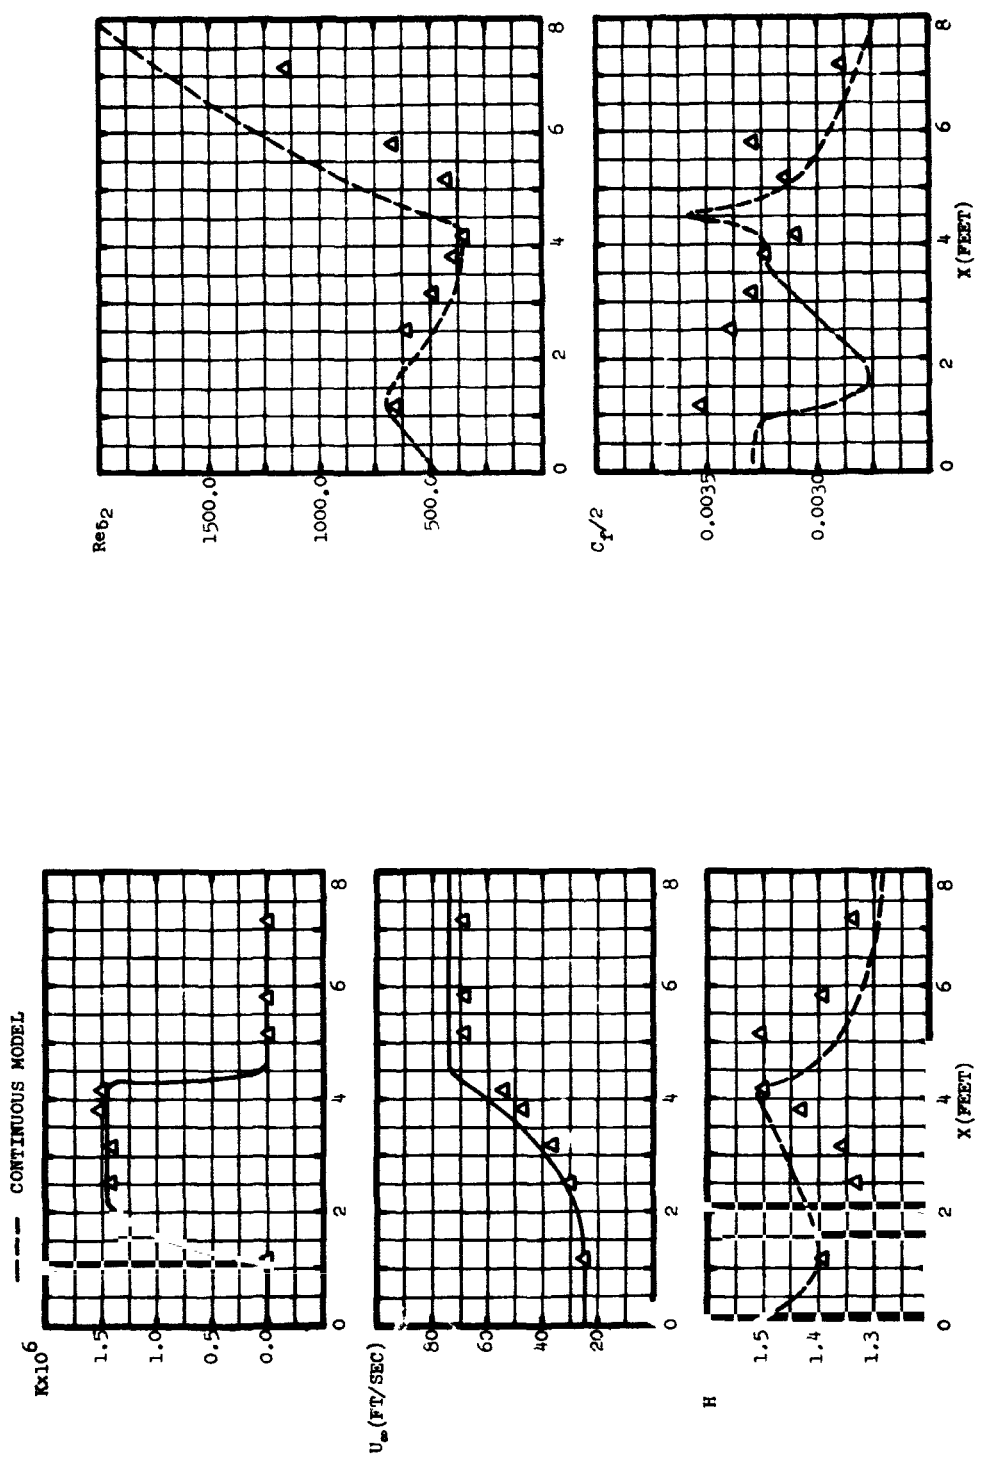 --- CONTINUOUS MODEL
Kx10^6
1.5
1.0
0.5
0.0
0 2 4 6 8
U∞(FT/SEC)
80
60
40
20
0 2 4 6 8
H
1.5
1.4
1.3
0 2 4 6 8
X(FEET)
Reδ2
1500.0
1000.0
500.0
0 2 4 6 8
Cf/2
0.0035
0.0030
0 2 4 6 8
X(FEET)